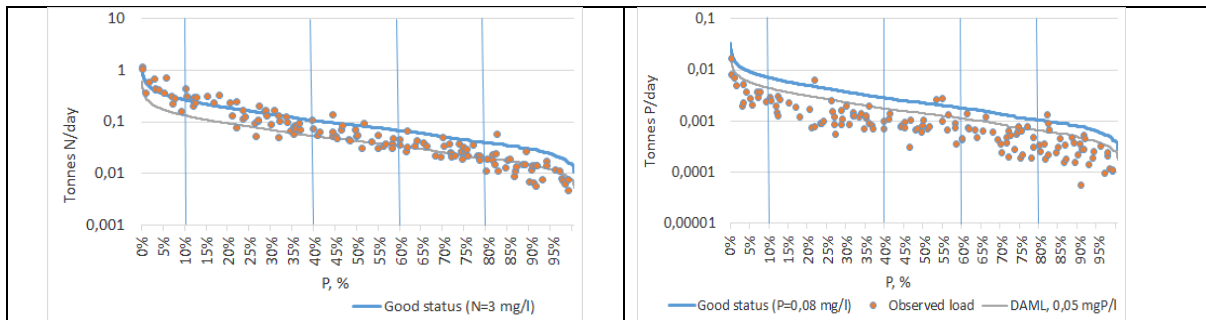 10
1
0,1
0,01
0,001
Tonnes N/day
0% 5% 10% 15% 20% 25% 30% 35% 40% 45% 50% 55% 60% 65% 70% 75% 80% 85% 90% 95%
P, %
Good status (N=3 mg/l)
0,1
0,01
0,001
0,0001
0,00001
Tonnes P/day
0% 5% 10% 15% 20% 25% 30% 35% 40% 45% 50% 55% 60% 65% 70% 75% 80% 85% 90% 95%
P, %
Good status (P=0,08 mg/l) Observed load DAML, 0,05 mgP/l